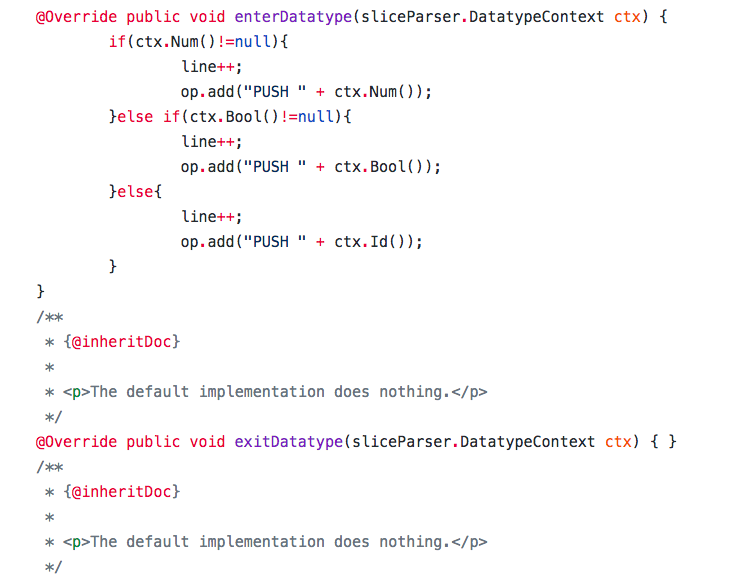 @Override public void enterDatatype(sliceParser.DatatypeContext ctx) {
        if(ctx.Num()!=null){
                line++;
                op.add("PUSH " + ctx.Num());
        }else if(ctx.Bool()!=null){
                line++;
                op.add("PUSH " + ctx.Bool());
        }else{
                line++;
                op.add("PUSH " + ctx.Id());
        }
}
/**
 * {@inheritDoc}
 *
 * <p>The default implementation does nothing.</p>
 */
@Override public void exitDatatype(sliceParser.DatatypeContext ctx) { }
/**
 * {@inheritDoc}
 *
 * <p>The default implementation does nothing.</p>
 */